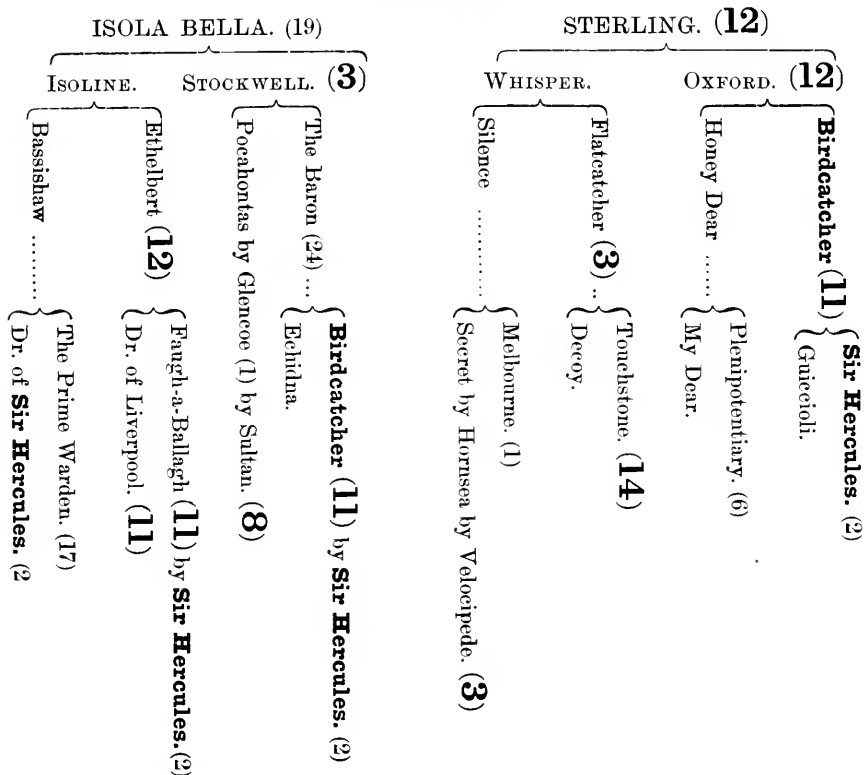 ISOLA BELLA. (19)
ISOLINE.
STOCKWELL. (3)
Bassishaw ..........
Ethelbert (12)
Pocahontas by Glencoe (1) by Sultan. (8)
The Baron (24) ...
Dr. of Sir Hercules. (2
The Prime Warden. (17)
Dr. of Liverpool. (11)
Faugh-a-Ballagh (11) by Sir Hercules. (2)
Echidna.
Birdcatcher (11) by Sir Hercules. (2)
STERLING. (12)
WHISPER.
OXFORD. (12)
Silence .............
Flatcatcher (3) ..
Honey Dear ......
Birdcatcher (11)
Secret by Hornsea by Velocipede. (3)
Melbourne. (1)
Decoy.
Touchstone. (14)
My Dear.
Plenipotentiary. (6)
Guiccioli.
Sir Hercules. (2)